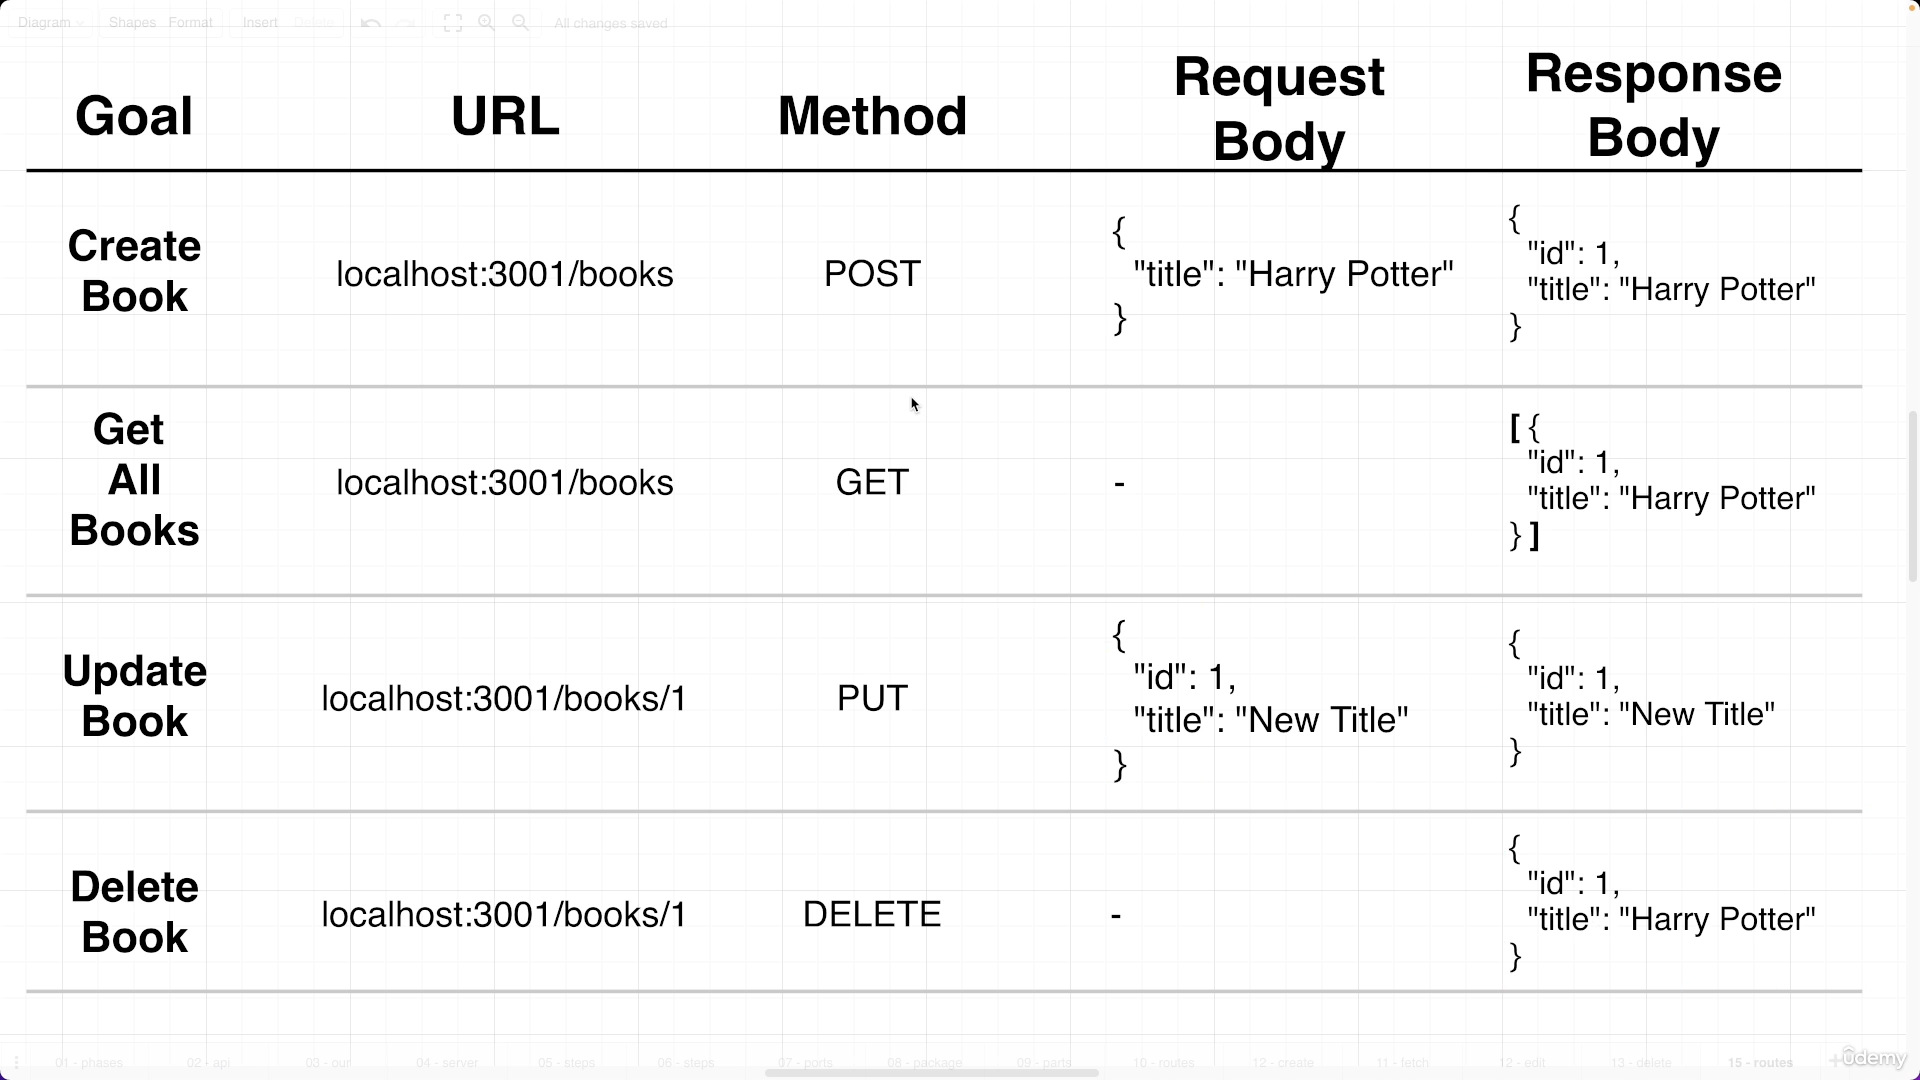 Diagram Shapes Format Insert Delete All changes saved
Goal URL Method Request Body Response Body
Create Book
localhost:3001/books
POST
{
"title": "Harry Potter"
}
{
"id": 1,
"title": "Harry Potter"
}
Get All Books
localhost:3001/books
GET
-
[ {
"id": 1,
"title": "Harry Potter"
} ]
Update Book
localhost:3001/books/1
PUT
{
"id": 1,
"title": "New Title"
}
{
"id": 1,
"title": "New Title"
}
Delete Book
localhost:3001/books/1
DELETE
-
{
"id": 1,
"title": "Harry Potter"
}
01 - phases 02 - api 03 - our 04 - server 05 - steps 06 - steps 07 - ports 08 - package 09 - parts 10 - routes 12 - create 11 - fetch 12 - edit 13 - delete 15 - routes
ûdemy